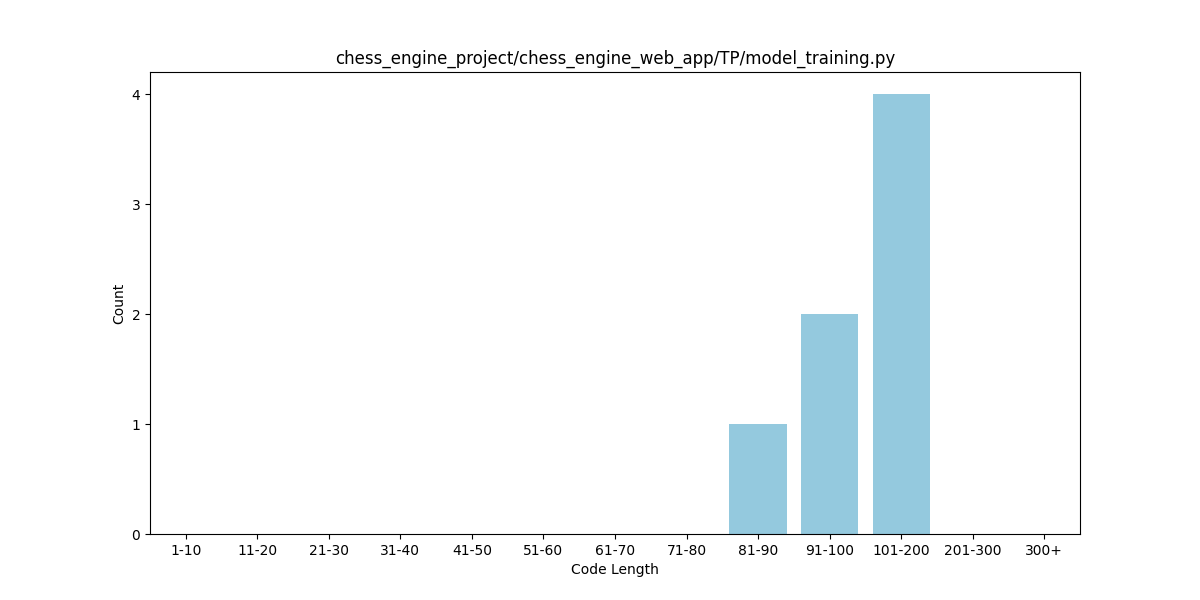 chess_engine_project/chess_engine_web_app/TP/model_training.py
4
3
2
1
0
Count
1-10 11-20 21-30 31-40 41-50 51-60 61-70 71-80 81-90 91-100 101-200 201-300 300+
Code Length